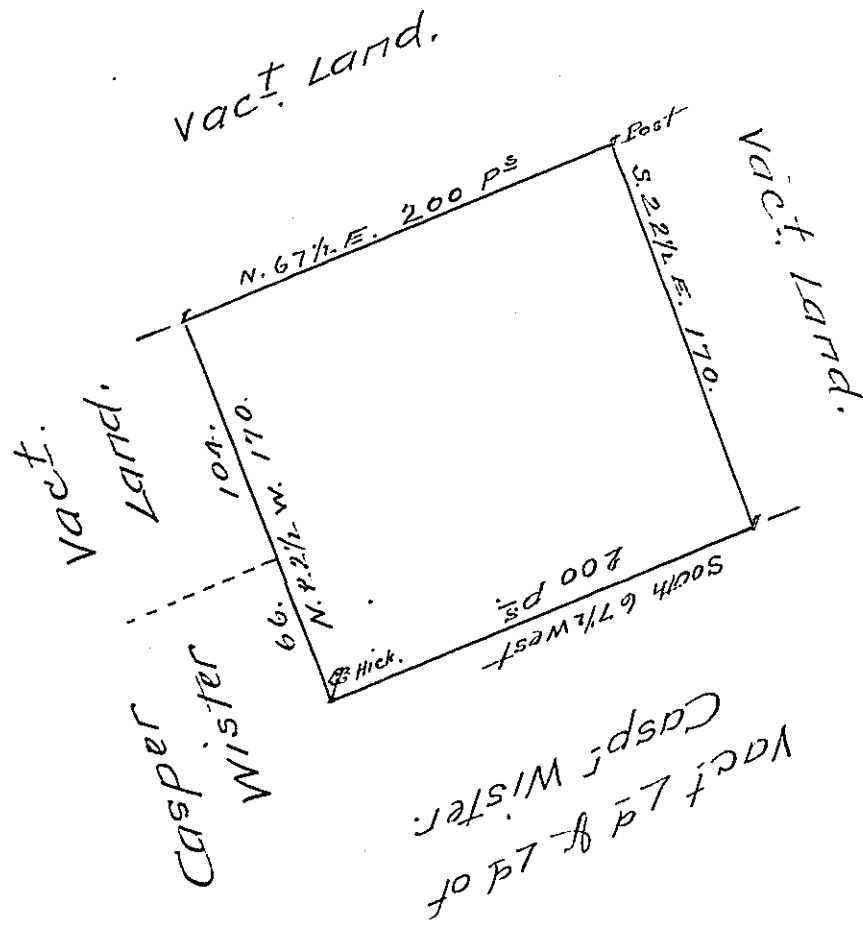 Vact. Land.
Post
N. 67½ E. 200 Ps
S. 22½ E. 170.
Vact. Land.
Vact.
Land.
104.
N. 22½ W. 170.
66.
Hick.
200 ps.
South 67½ West
Casper
Wister
Vact Ld & Ld of
Caspr Wister.